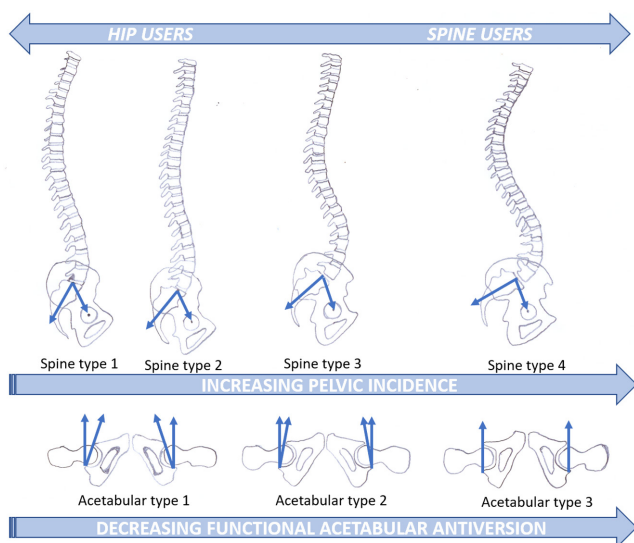 HIP USERS SPINE USERS
Spine type 1 Spine type 2 Spine type 3 Spine type 4
INCREASING PELVIC INCIDENCE
Acetabular type 1 Acetabular type 2 Acetabular type 3
DECREASING FUNCTIONAL ACETABULAR ANTIVERSION